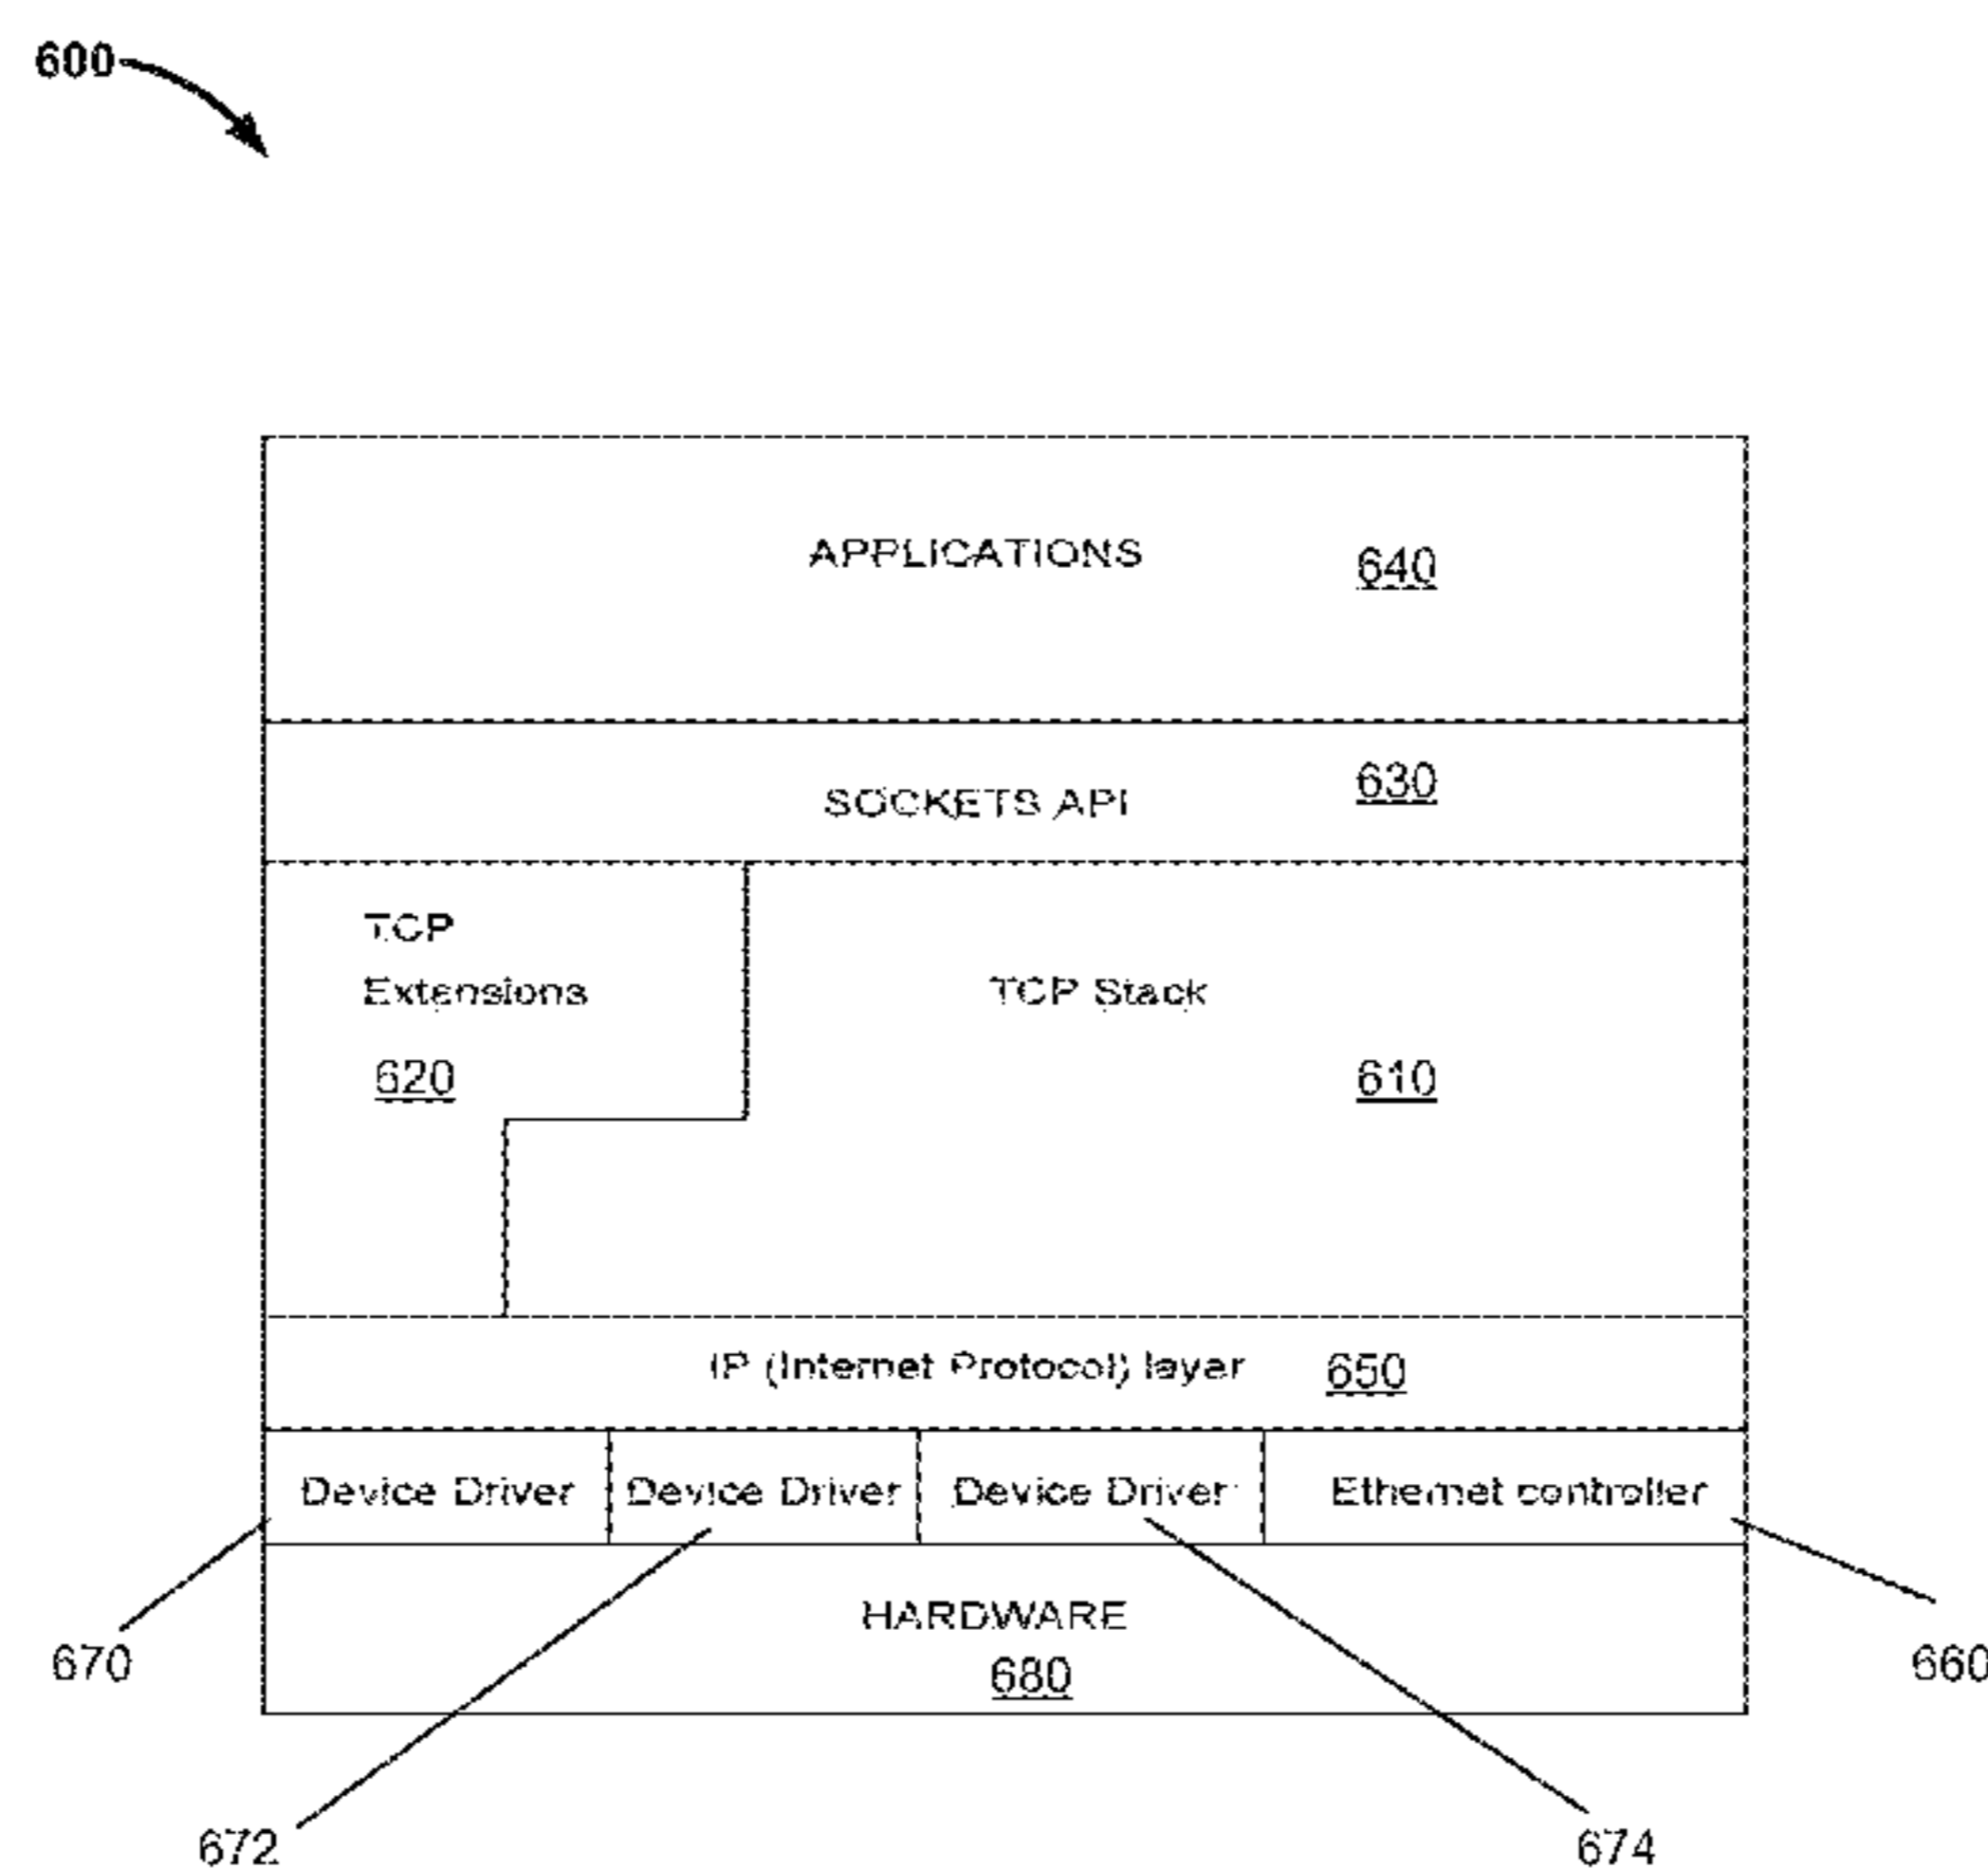 600
APPLICATIONS 640
SOCKETS API 630
TCP
Extensions
620
TCP Stack
610
IP (Internet Protocol) layer 650
Device Driver Device Driver Device Driver Ethernet controller
HARDWARE
680
670
660
672
674